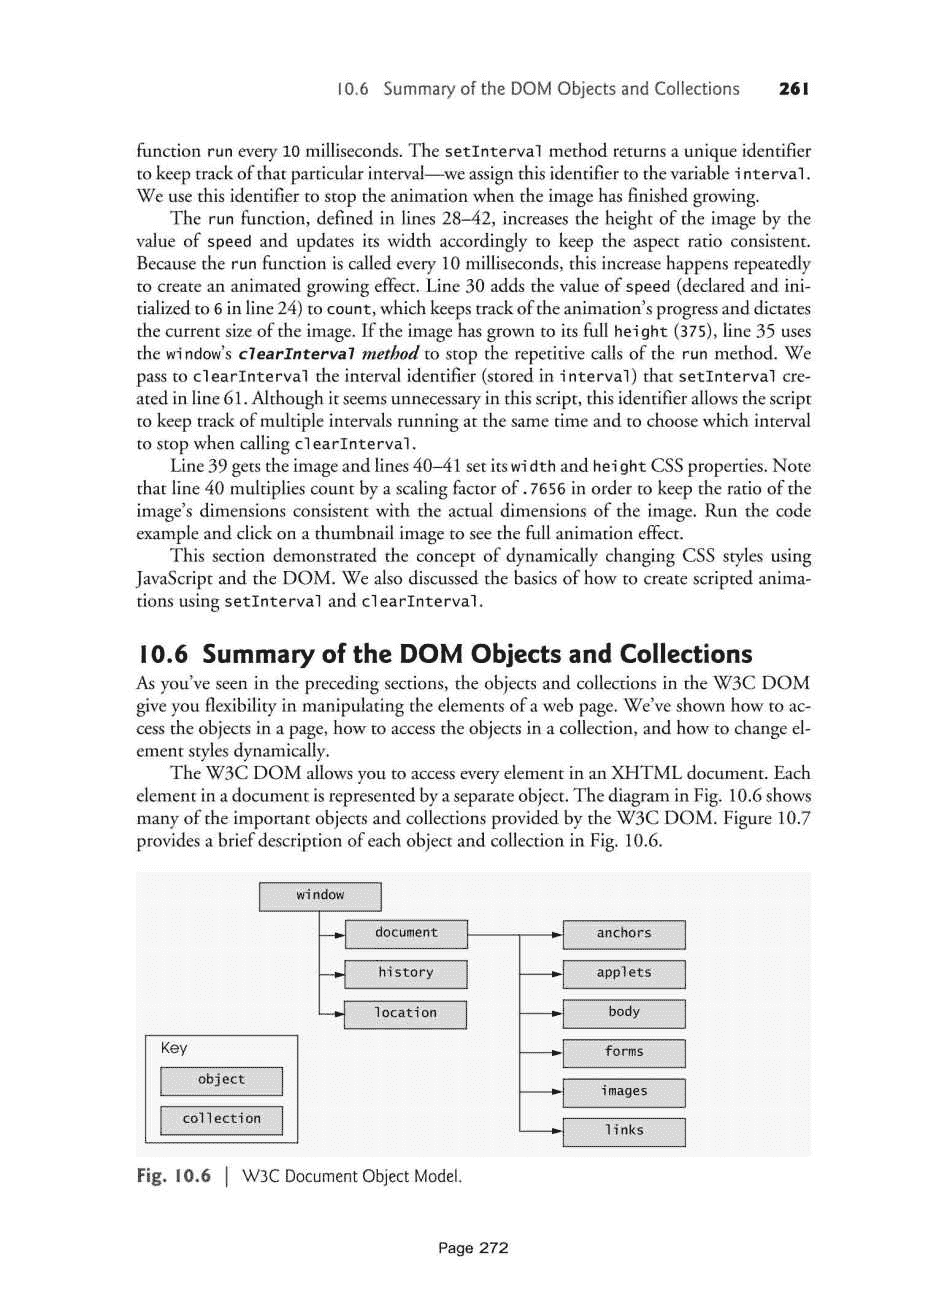 10.6 Summary of the DOM Objects and Collections 261
function run every 10 milliseconds. The setInterval method returns a unique identifier
to keep track of that particular interval—we assign this identifier to the variable interval.
We use this identifier to stop the animation when the image has finished growing.
The run function, defined in lines 28–42, increases the height of the image by the
value of speed and updates its width accordingly to keep the aspect ratio consistent.
Because the run function is called every 10 milliseconds, this increase happens repeatedly
to create an animated growing effect. Line 30 adds the value of speed (declared and ini-
tialized to 6 in line 24) to count, which keeps track of the animation's progress and dictates
the current size of the image. If the image has grown to its full height (375), line 35 uses
the window's clearInterval method to stop the repetitive calls of the run method. We
pass to clearInterval the interval identifier (stored in interval) that setInterval cre-
ated in line 61. Although it seems unnecessary in this script, this identifier allows the script
to keep track of multiple intervals running at the same time and to choose which interval
to stop when calling clearInterval.
Line 39 gets the image and lines 40–41 set its width and height CSS properties. Note
that line 40 multiplies count by a scaling factor of .7656 in order to keep the ratio of the
image's dimensions consistent with the actual dimensions of the image. Run the code
example and click on a thumbnail image to see the full animation effect.
This section demonstrated the concept of dynamically changing CSS styles using
JavaScript and the DOM. We also discussed the basics of how to create scripted anima-
tions using setInterval and clearInterval.
10.6 Summary of the DOM Objects and Collections
As you've seen in the preceding sections, the objects and collections in the W3C DOM
give you flexibility in manipulating the elements of a web page. We've shown how to ac-
cess the objects in a page, how to access the objects in a collection, and how to change el-
ement styles dynamically.
The W3C DOM allows you to access every element in an XHTML document. Each
element in a document is represented by a separate object. The diagram in Fig. 10.6 shows
many of the important objects and collections provided by the W3C DOM. Figure 10.7
provides a brief description of each object and collection in Fig. 10.6.
window
document
anchors
history
applets
location
body
Key
forms
object
images
collection
links
Fig. 10.6 | W3C Document Object Model.
Page 272